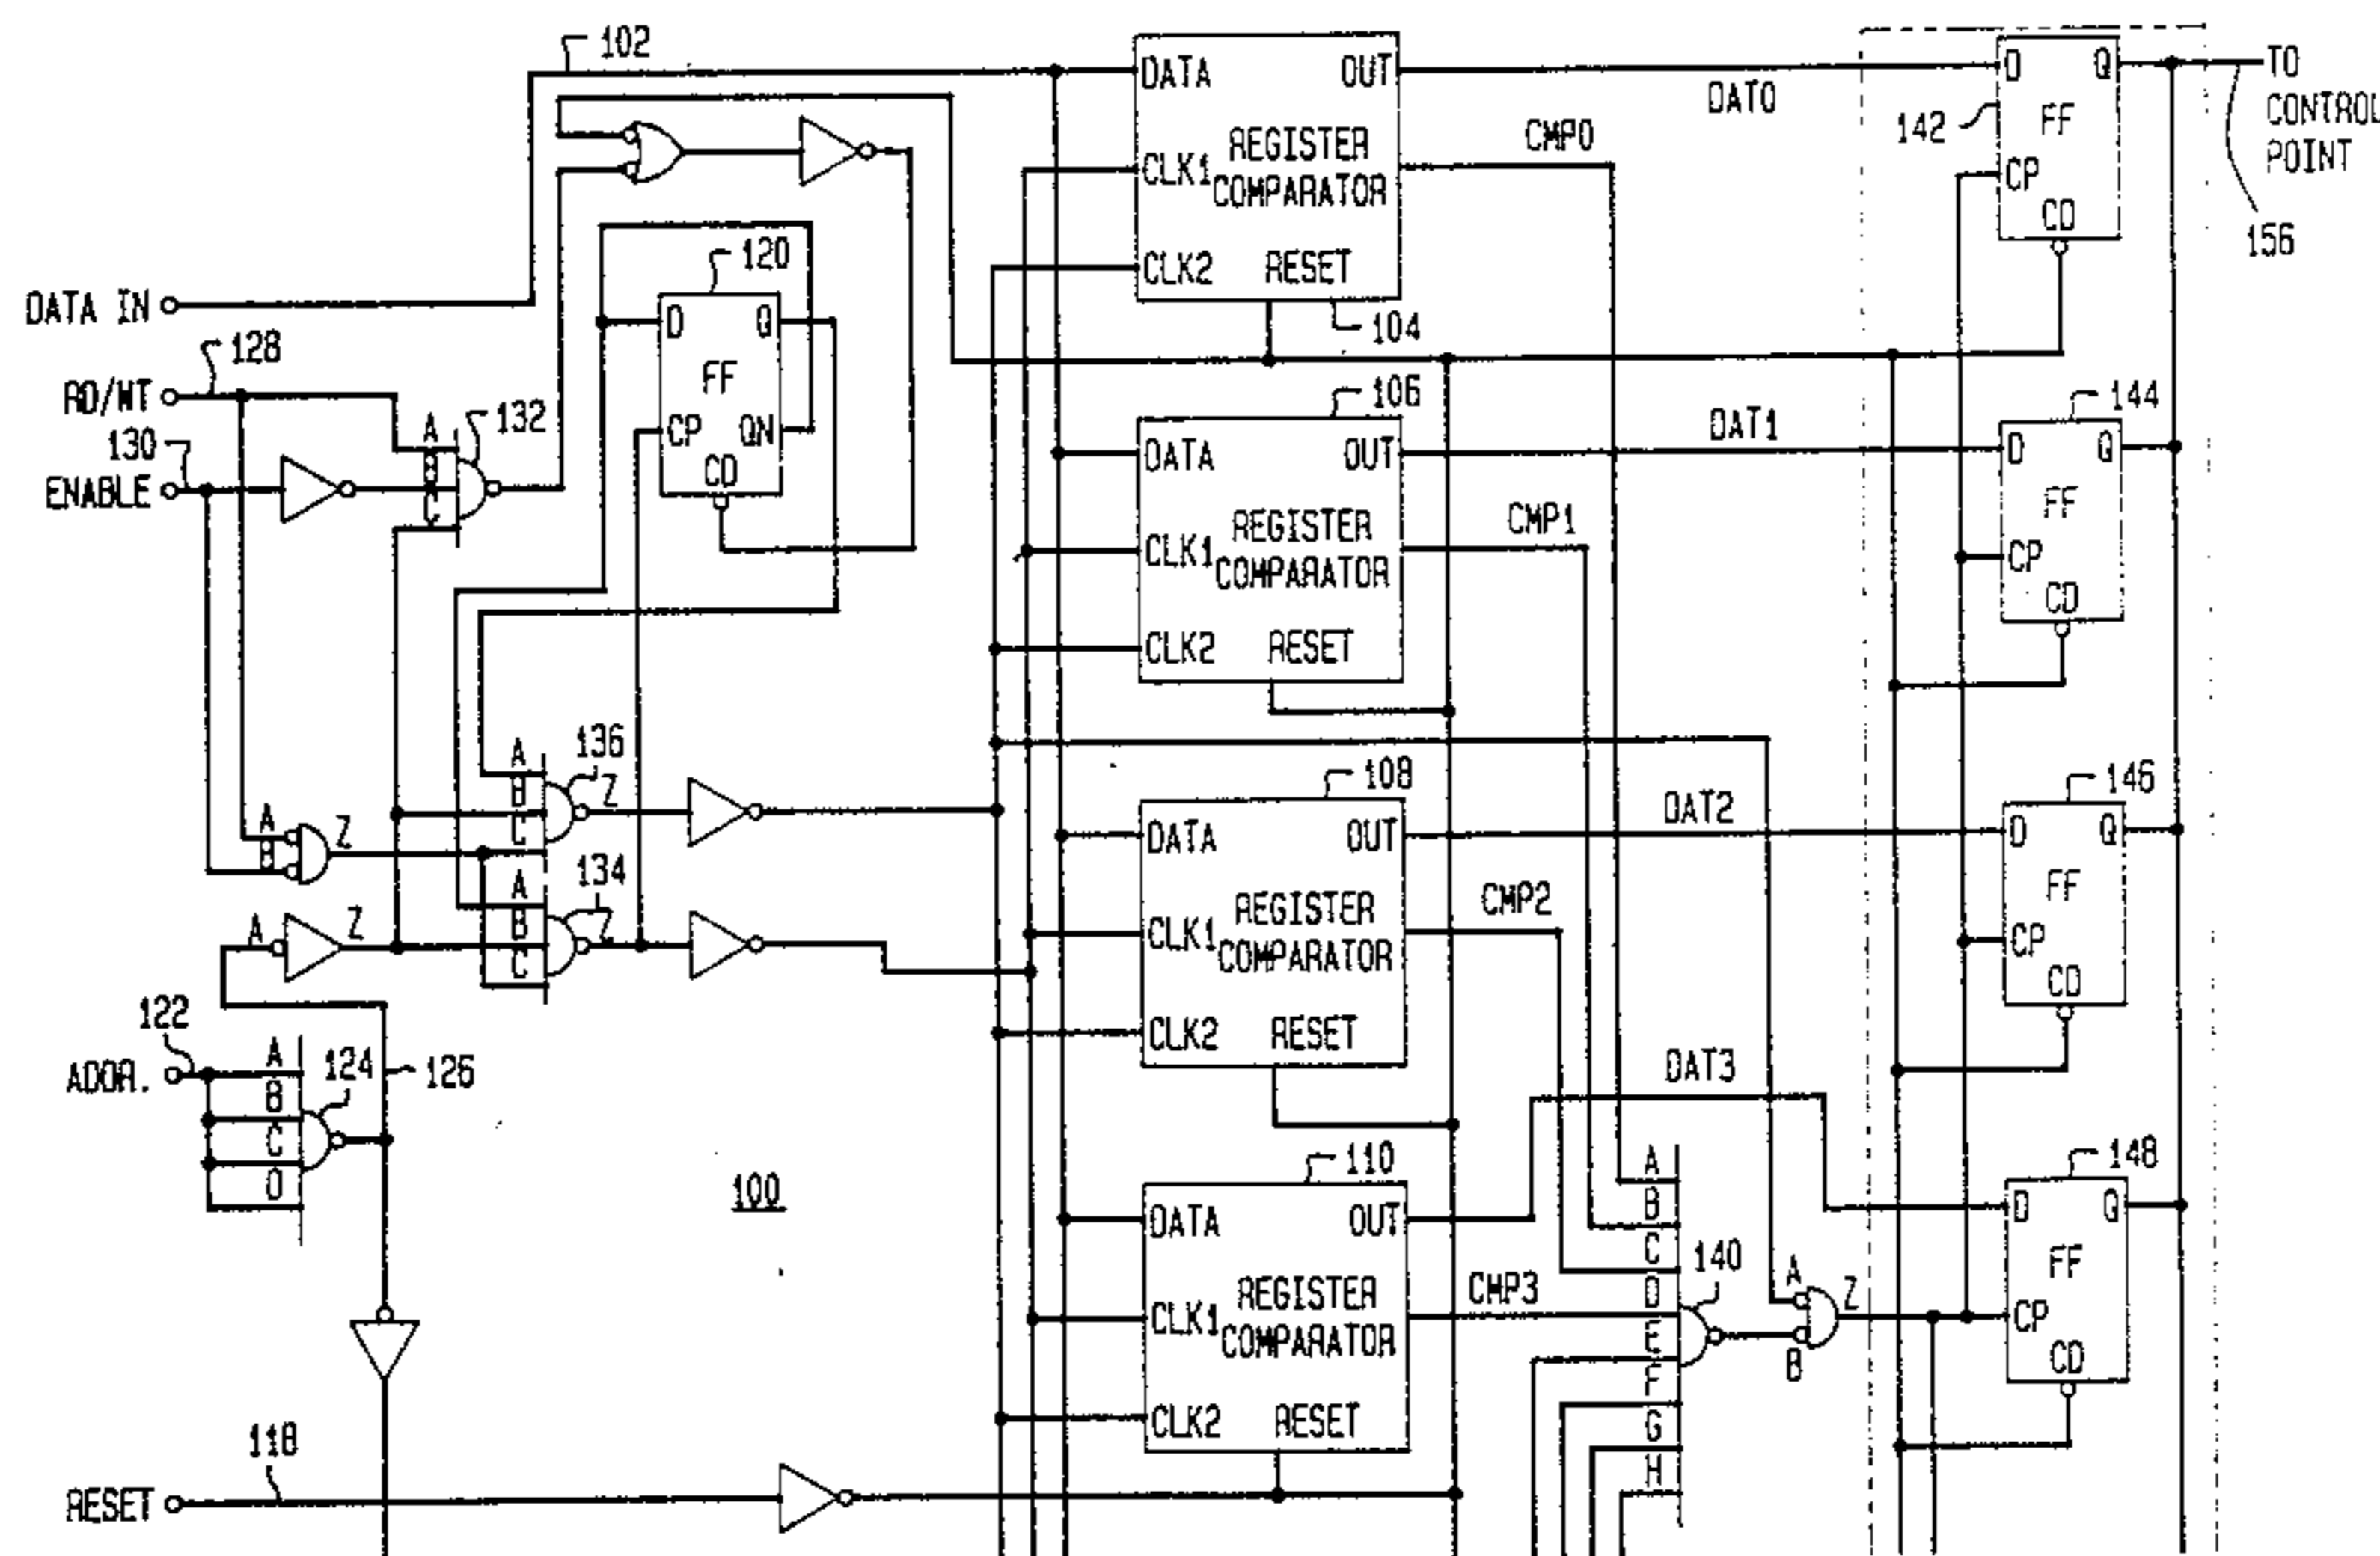 102
DATA IN
128
RD/WT
130
ENABLE
A
B
C
132
120
D Q
FF
CP QN
CD
DATA OUT
REGISTER
COMPARATOR
CLK1
CLK2 RESET
104
DAT0
CMP0
D Q
FF
CP
CD
142
TO
CONTROL
POINT
156
106
DATA OUT
REGISTER
COMPARATOR
CLK1
CLK2 RESET
DAT1
CMP1
144
D Q
FF
CP
CD
A
B
C
136
Z
A
B
Z
A
B
C
134
Z
A Z
108
DATA OUT
REGISTER
COMPARATOR
CLK1
CLK2 RESET
DAT2
CMP2
146
D Q
FF
CP
CD
122
ADDR.
A
B
C
D
124
126
100
110
DATA OUT
REGISTER
COMPARATOR
CLK1
CLK2 RESET
DAT3
CMP3
A
B
C
D
E
F
G
H
140
A
B
Z
148
D Q
FF
CP
CD
118
RESET